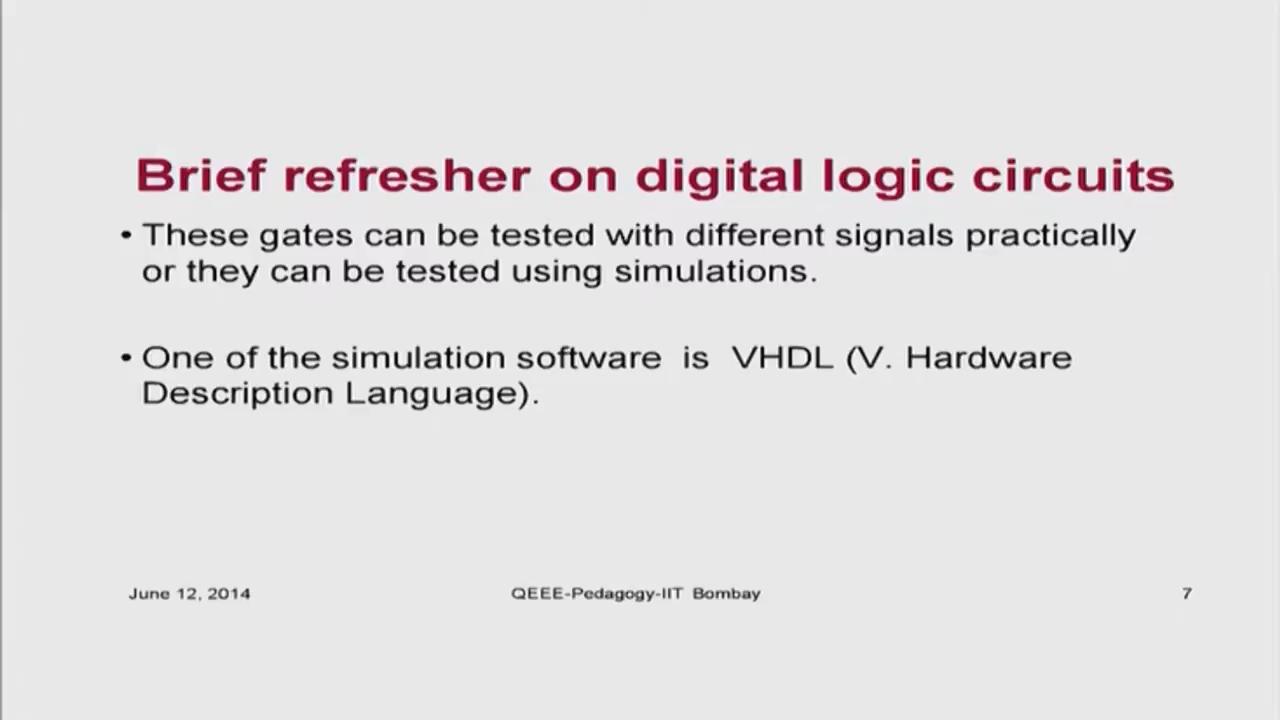 Brief refresher on digital logic circuits
• These gates can be tested with different signals practically
or they can be tested using simulations.
• One of the simulation software is VHDL (V. Hardware
Description Language).
June 12, 2014 QEEE-Pedagogy-IIT Bombay 7